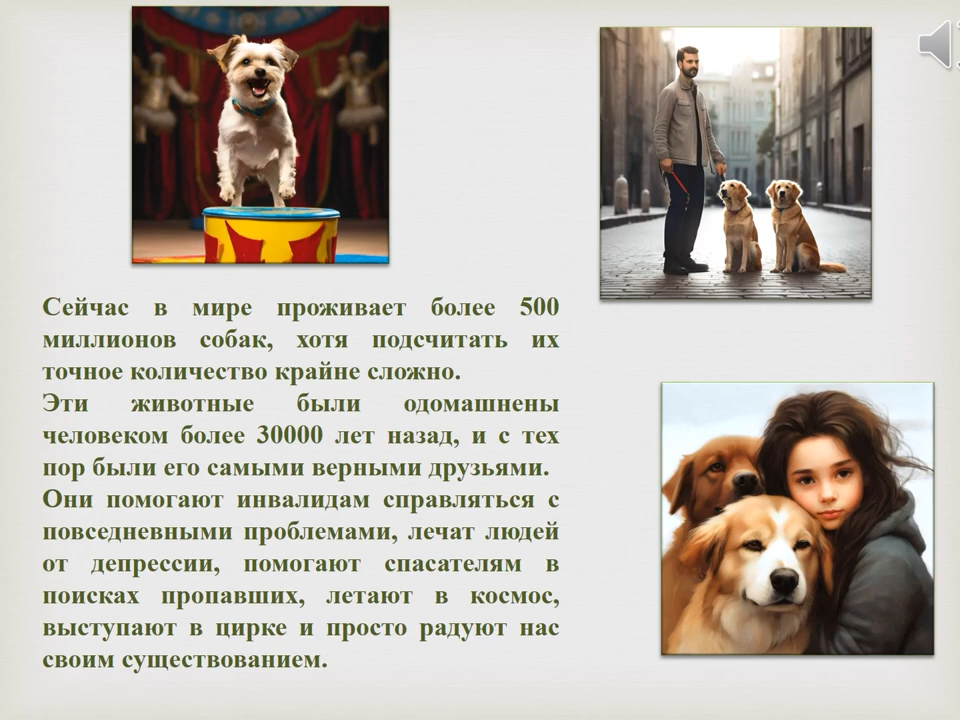 Сейчас в мире проживает более 500
миллионов собак, хотя подсчитать их
точное количество крайне сложно.
Эти животные были одомашнены
человеком более 30000 лет назад, и с тех
пор были его самыми верными друзьями.
Они помогают инвалидам справляться с
повседневными проблемами, лечат людей
от депрессии, помогают спасателям в
поисках пропавших, летают в космос,
выступают в цирке и просто радуют нас
своим существованием.